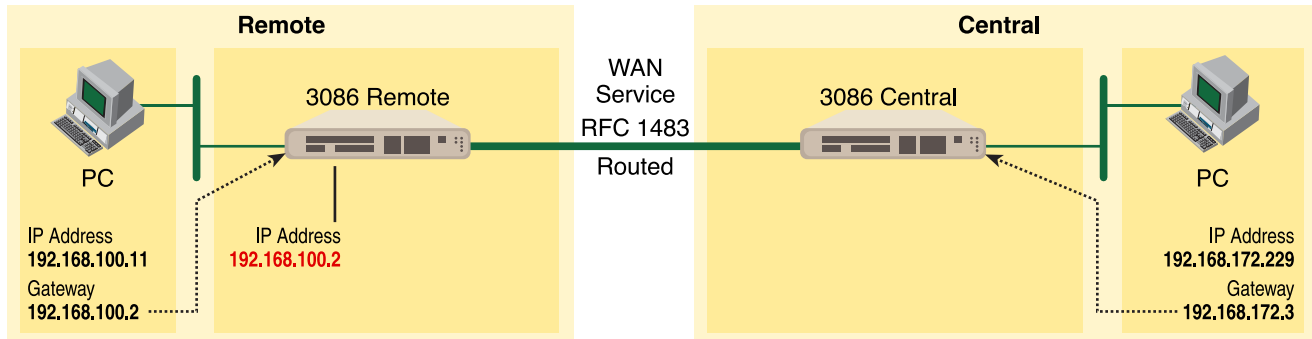 Remote
Central
3086 Remote
WAN
Service
RFC 1483
Routed
3086 Central
PC
PC
IP Address
192.168.100.11
Gateway
192.168.100.2
IP Address
192.168.100.2
IP Address
192.168.172.229
Gateway
192.168.172.3